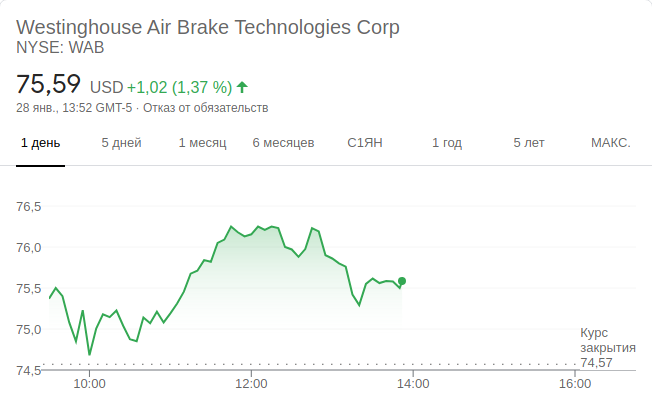 Westinghouse Air Brake Technologies Corp
NYSE: WAB
75,59 USD +1,02 (1,37 %)
28 янв., 13:52 GMT-5 · Отказ от обязательств
1 день 5 дней 1 месяц 6 месяцев С1ЯН 1 год 5 лет МАКС.
76,5
76,0
75,5
75,0
Курс
закрытия
74,57
74,5
10:00 12:00 14:00 16:00